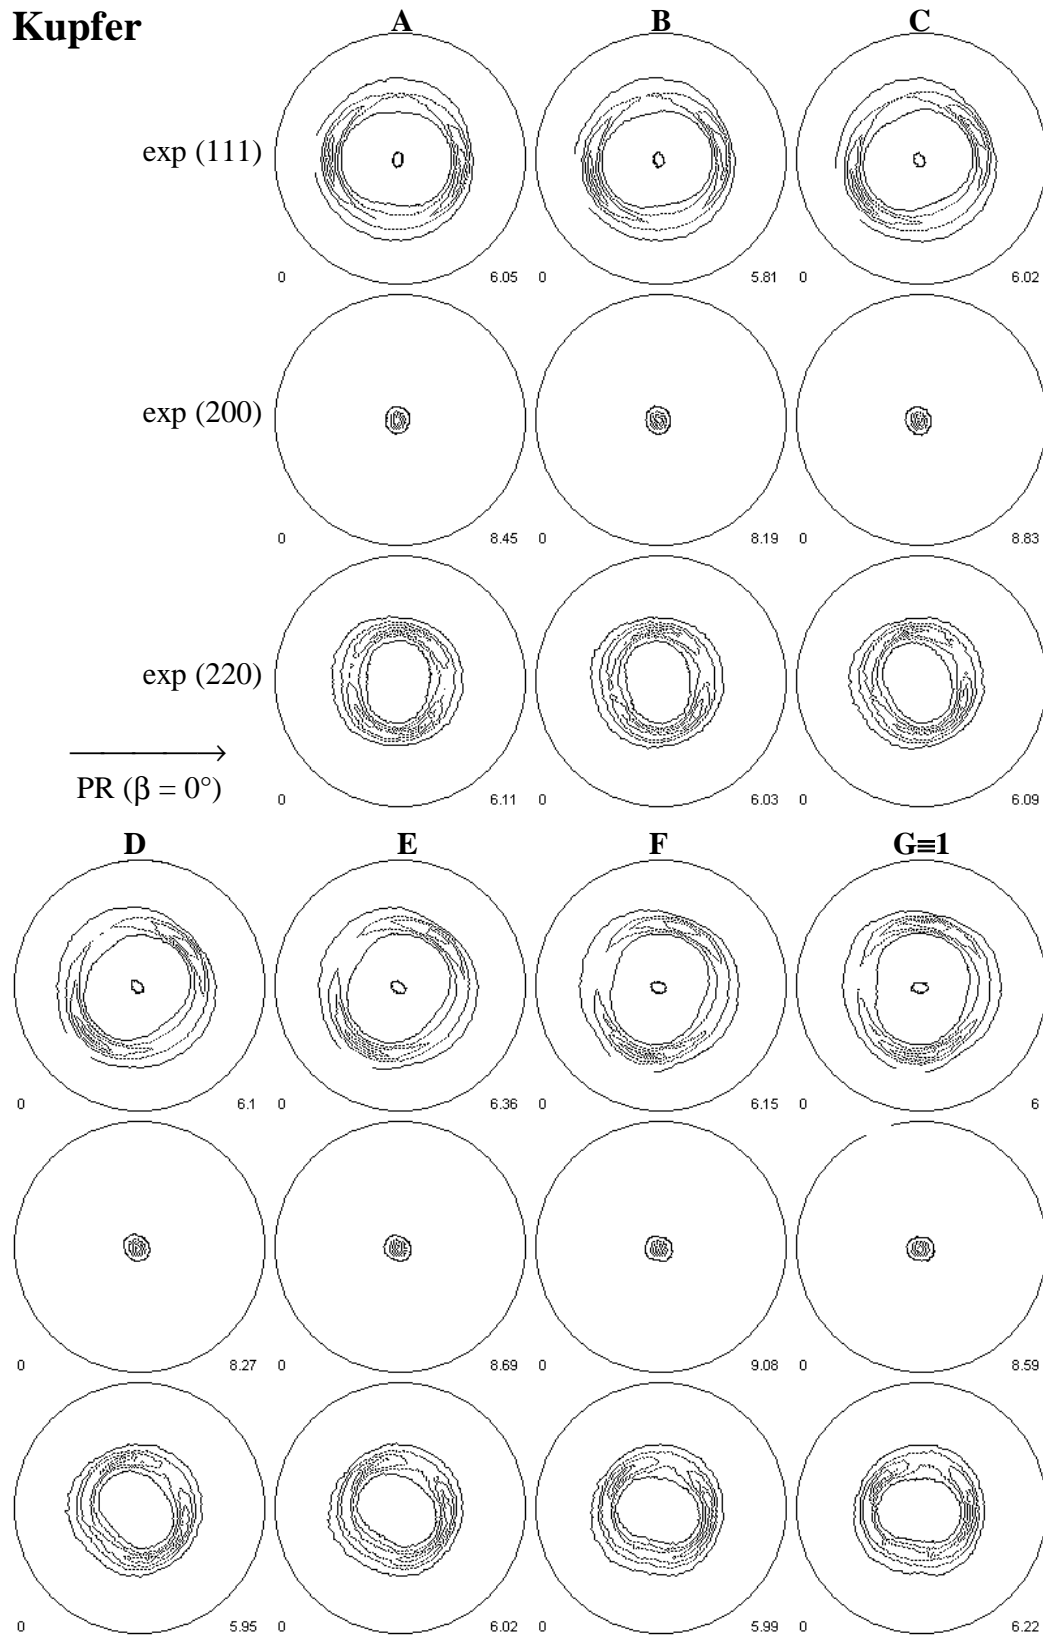 Kupfer
A B C
exp (111)
0 6.05 0 5.81 0 6.02
exp (200)
0 8.45 0 8.19 0 8.83
exp (220)
PR (β = 0°)
0 6.11 0 6.03 0 6.09
D E F G≡1
0 6.1 0 6.36 0 6.15 0 6
0 8.27 0 8.69 0 9.08 0 8.59
0 5.95 0 6.02 0 5.99 0 6.22